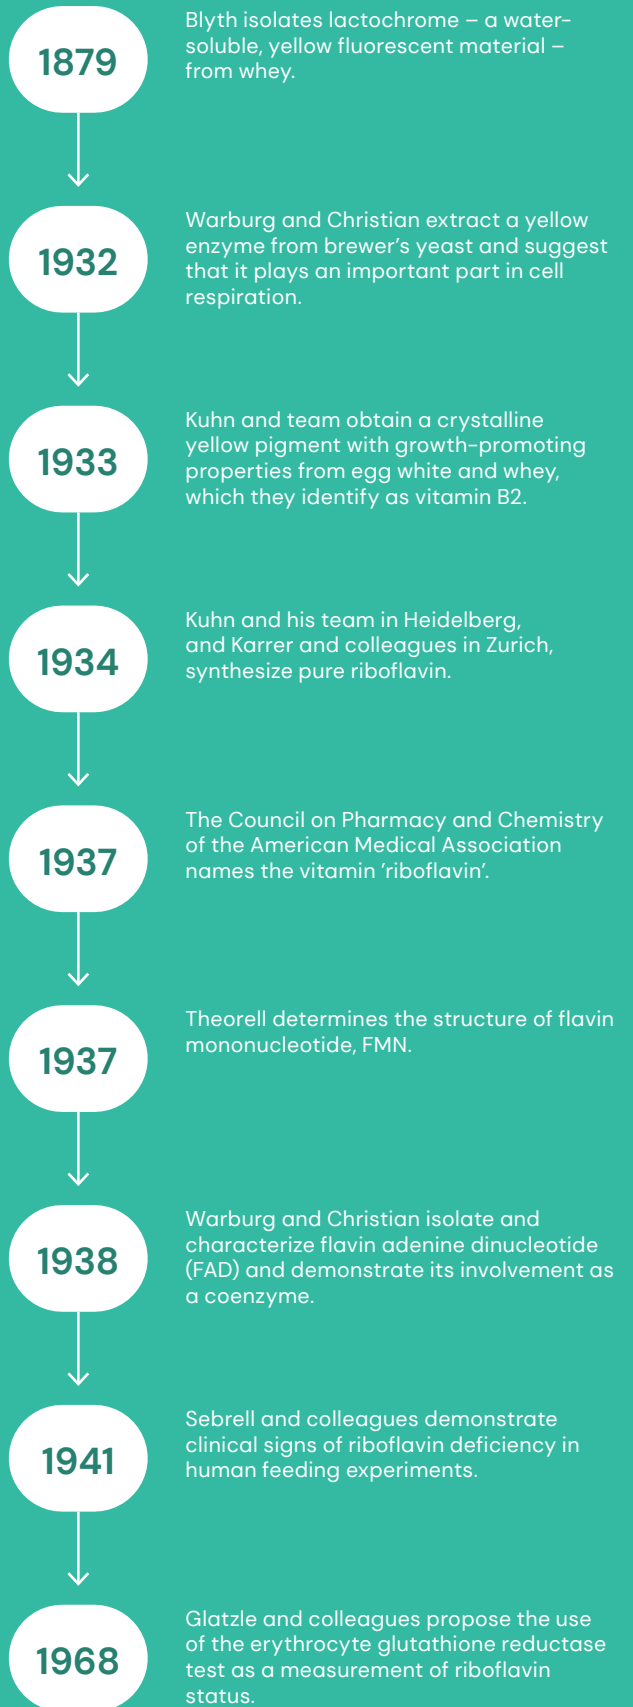 1879
Blyth isolates lactochrome – a water-
soluble, yellow fluorescent material –
from whey.
1932
Warburg and Christian extract a yellow
enzyme from brewer’s yeast and suggest
that it plays an important part in cell
respiration.
1933
Kuhn and team obtain a crystalline
yellow pigment with growth-promoting
properties from egg white and whey,
which they identify as vitamin B2.
1934
Kuhn and his team in Heidelberg,
and Karrer and colleagues in Zurich,
synthesize pure riboflavin.
1937
The Council on Pharmacy and Chemistry
of the American Medical Association
names the vitamin ‘riboflavin’.
1937
Theorell determines the structure of flavin
mononucleotide, FMN.
1938
Warburg and Christian isolate and
characterize flavin adenine dinucleotide
(FAD) and demonstrate its involvement as
a coenzyme.
1941
Sebrell and colleagues demonstrate
clinical signs of riboflavin deficiency in
human feeding experiments.
1968
Glatzle and colleagues propose the use
of the erythrocyte glutathione reductase
test as a measurement of riboflavin
status.